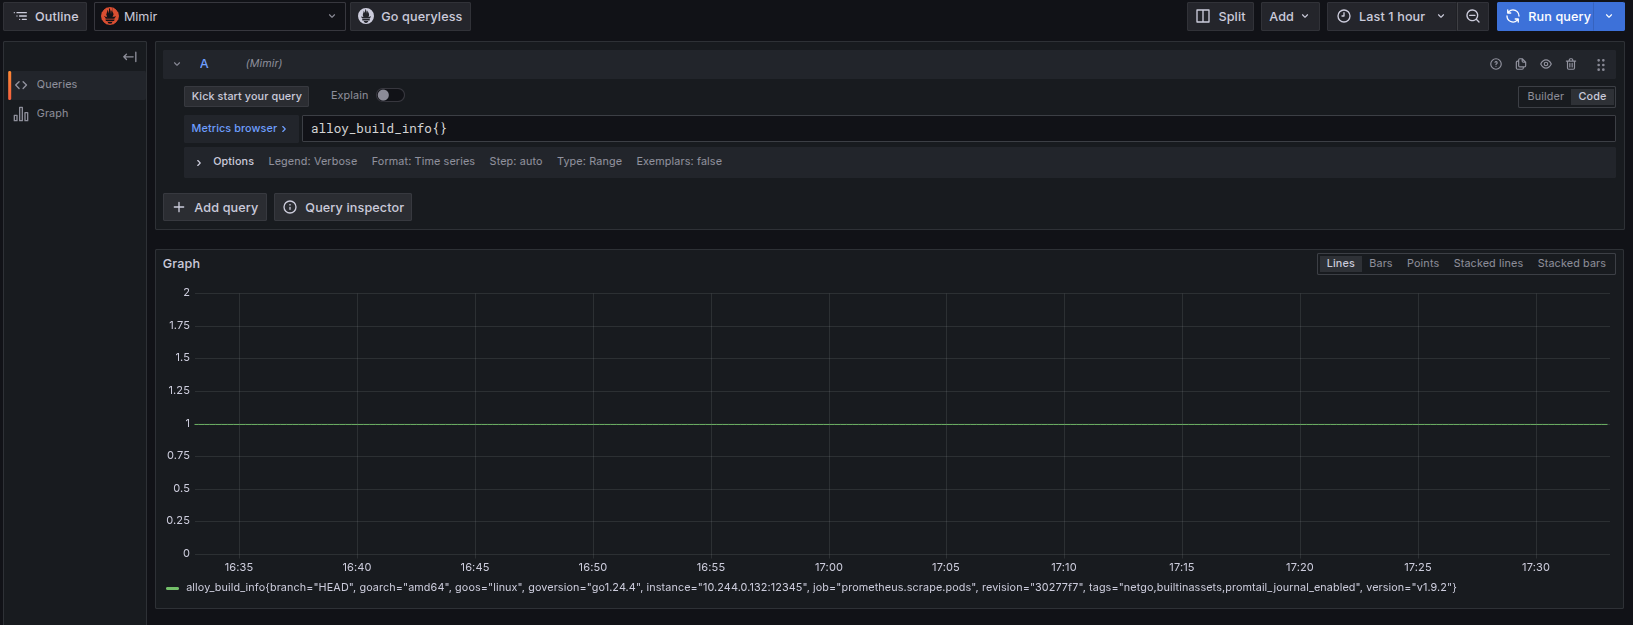 Outline Mimir Go queryless Split Add Last 1 hour Run query
A (Mimir)
Queries
Kick start your query Explain Builder Code
Graph
Metrics browser > alloy_build_info{}
Options Legend: Verbose Format: Time series Step: auto Type: Range Exemplars: false
+ Add query Query inspector
Graph Lines Bars Points Stacked lines Stacked bars
2
1.75
1.5
1.25
1
0.75
0.5
0.25
0
16:35 16:40 16:45 16:50 16:55 17:00 17:05 17:10 17:15 17:20 17:25 17:30
alloy_build_info{branch="HEAD", goarch="amd64", goos="linux", goversion="go1.24.4", instance="10.244.0.132:12345", job="prometheus.scrape.pods", revision="30277f7", tags="netgo,builtinassets,promtail_journal_enabled", version="v1.9.2"}